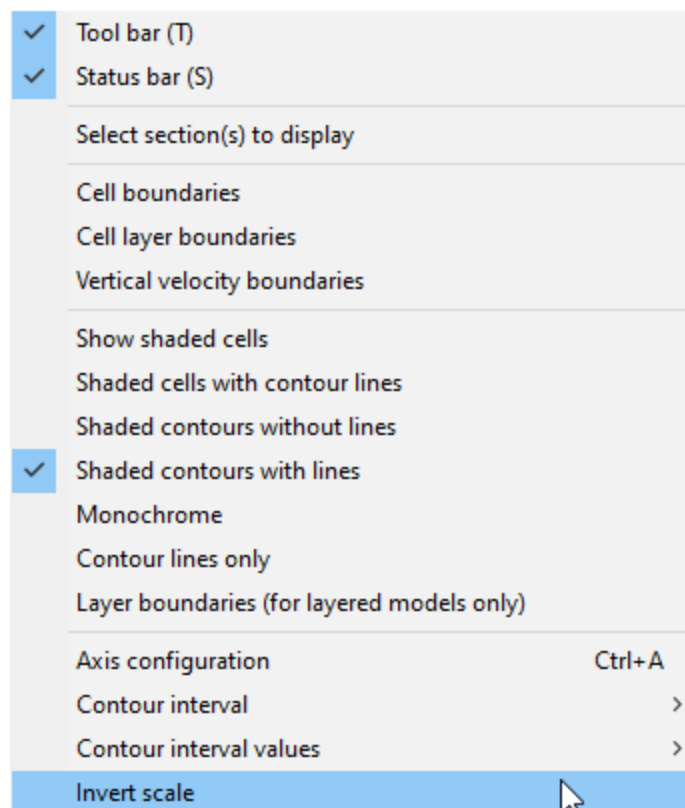 Tool bar (T)
Status bar (S)
Select section(s) to display
Cell boundaries
Cell layer boundaries
Vertical velocity boundaries
Show shaded cells
Shaded cells with contour lines
Shaded contours without lines
Shaded contours with lines
Monochrome
Contour lines only
Layer boundaries (for layered models only)
Axis configuration Ctrl+A
Contour interval
Contour interval values
Invert scale